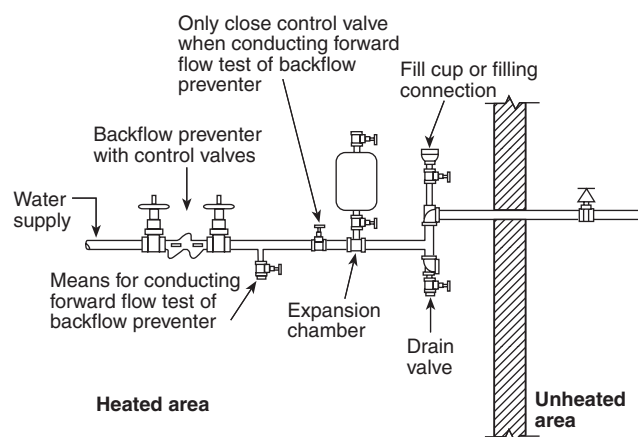 Only close control valve
when conducting forward
flow test of backflow
preventer
Fill cup or filling
connection
Backflow preventer
with control valves
Water
supply
Means for conducting
forward flow test of
backflow preventer
Expansion
chamber
Drain
valve
Heated area
Unheated
area